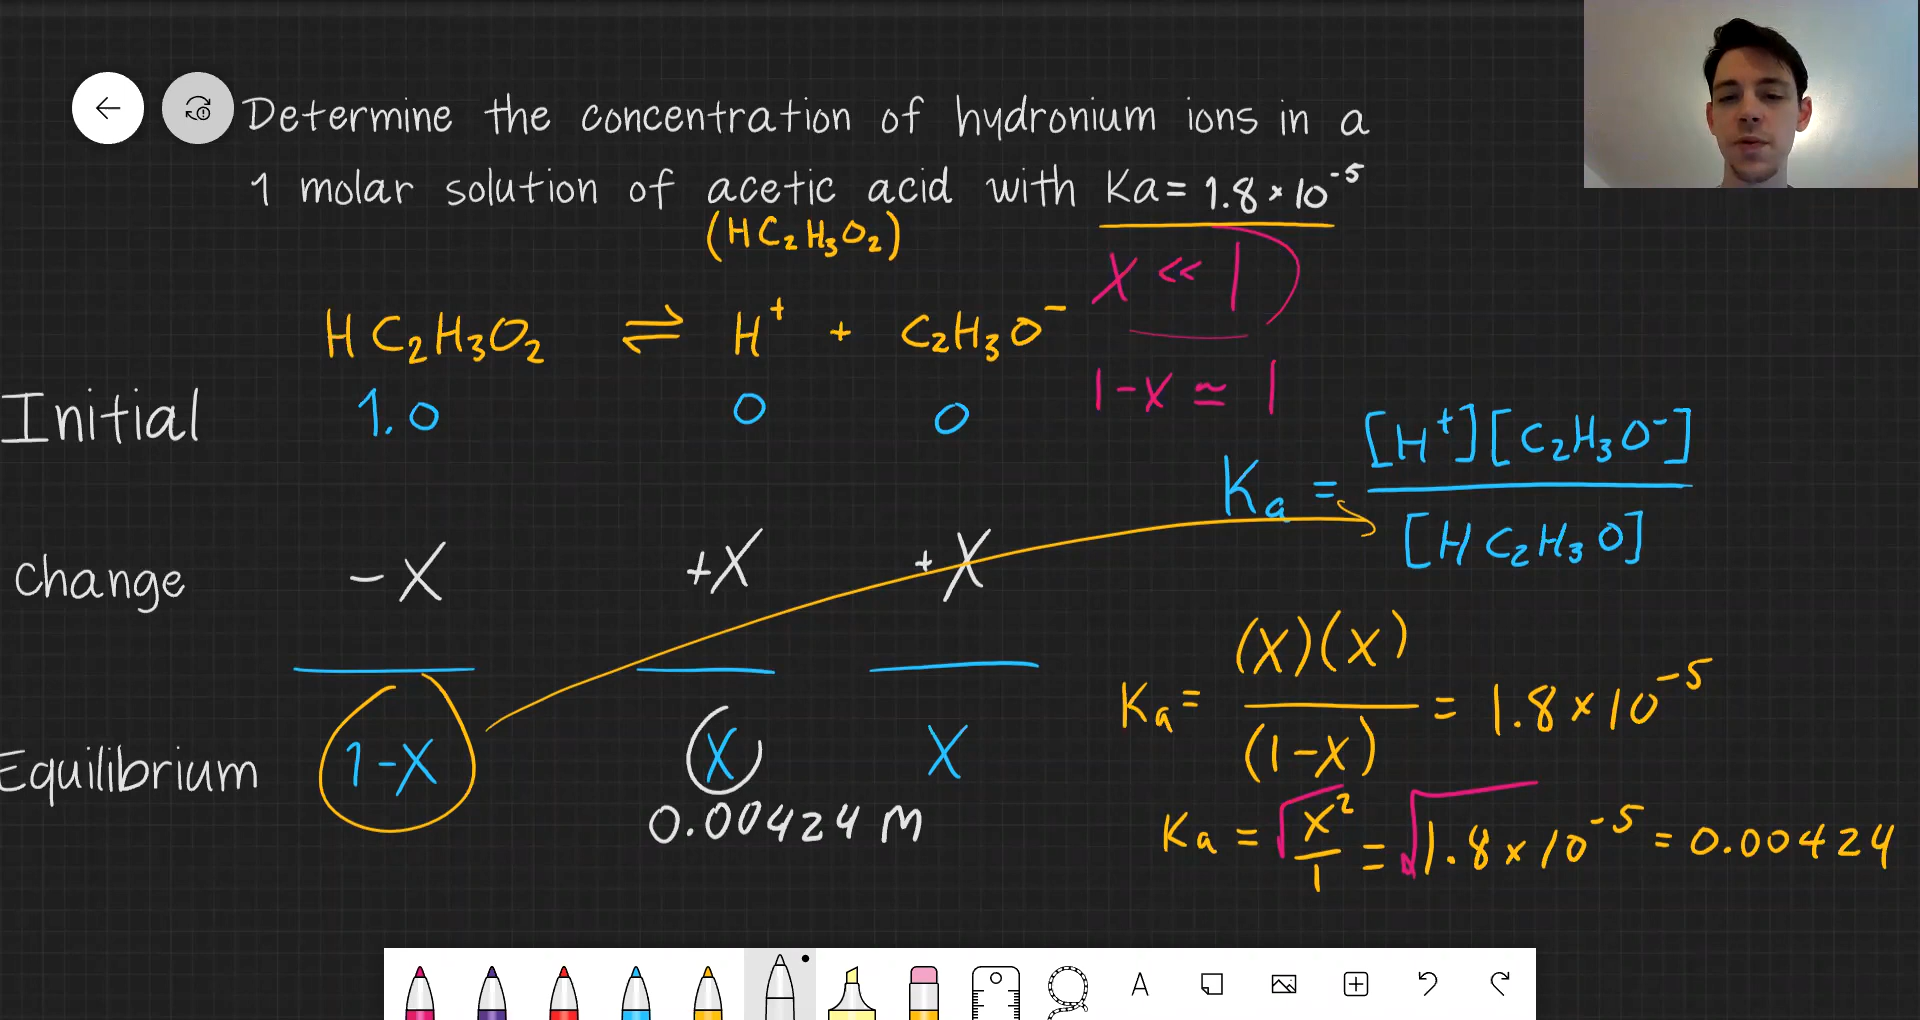 Determine the concentration of hydronium ions in a
1 molar solution of acetic acid with Ka = 1.8 × 10⁻⁵
(HC₂H₃O₂)
x << 1
HC₂H₃O₂ ⇌ H⁺ + C₂H₃O⁻
1-x ≃ 1
Initial 1.0 0 0
Ka = [H⁺][C₂H₃O⁻] / [HC₂H₃O]
Change -X +X +X
Ka = (x)(x) / (1-x) = 1.8 × 10⁻⁵
Equilibrium 1-X X X
0.00424 M
Ka = √x²/1 = √1.8 × 10⁻⁵ = 0.00424
A